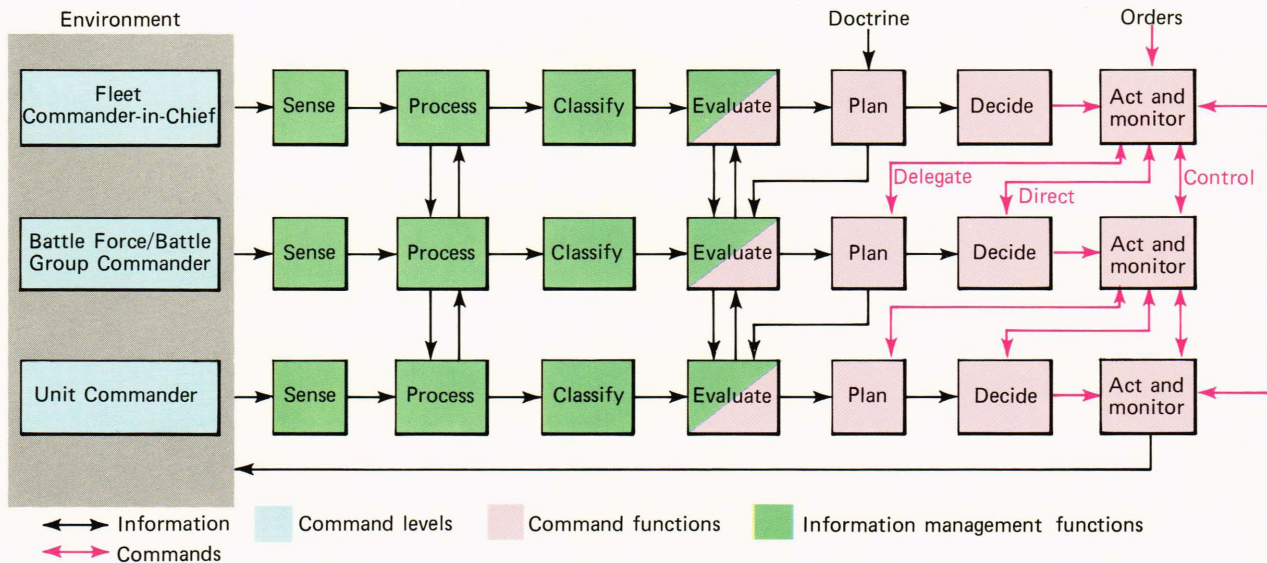 Environment
Doctrine
Orders
Fleet
Commander-in-Chief
Sense
Process
Classify
Evaluate
Plan
Decide
Act and
monitor
Delegate
Direct
Control
Battle Force/Battle
Group Commander
Sense
Process
Classify
Evaluate
Plan
Decide
Act and
monitor
Unit Commander
Sense
Process
Classify
Evaluate
Plan
Decide
Act and
monitor
Information
Commands
Command levels
Command functions
Information management functions